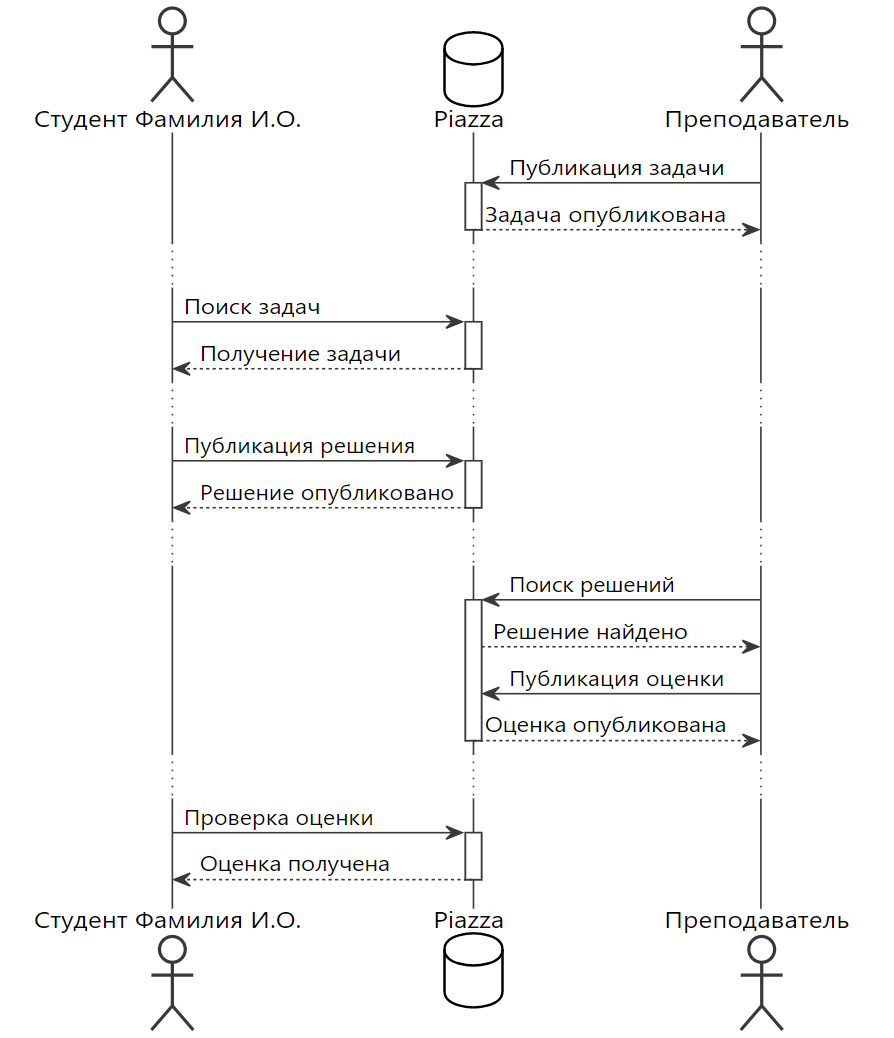 Студент Фамилия И.О.
Piazza
Преподаватель
Публикация задачи
Задача опубликована
Поиск задач
Получение задачи
Публикация решения
Решение опубликовано
Поиск решений
Решение найдено
Публикация оценки
Оценка опубликована
Проверка оценки
Оценка получена
Студент Фамилия И.О.
Piazza
Преподаватель